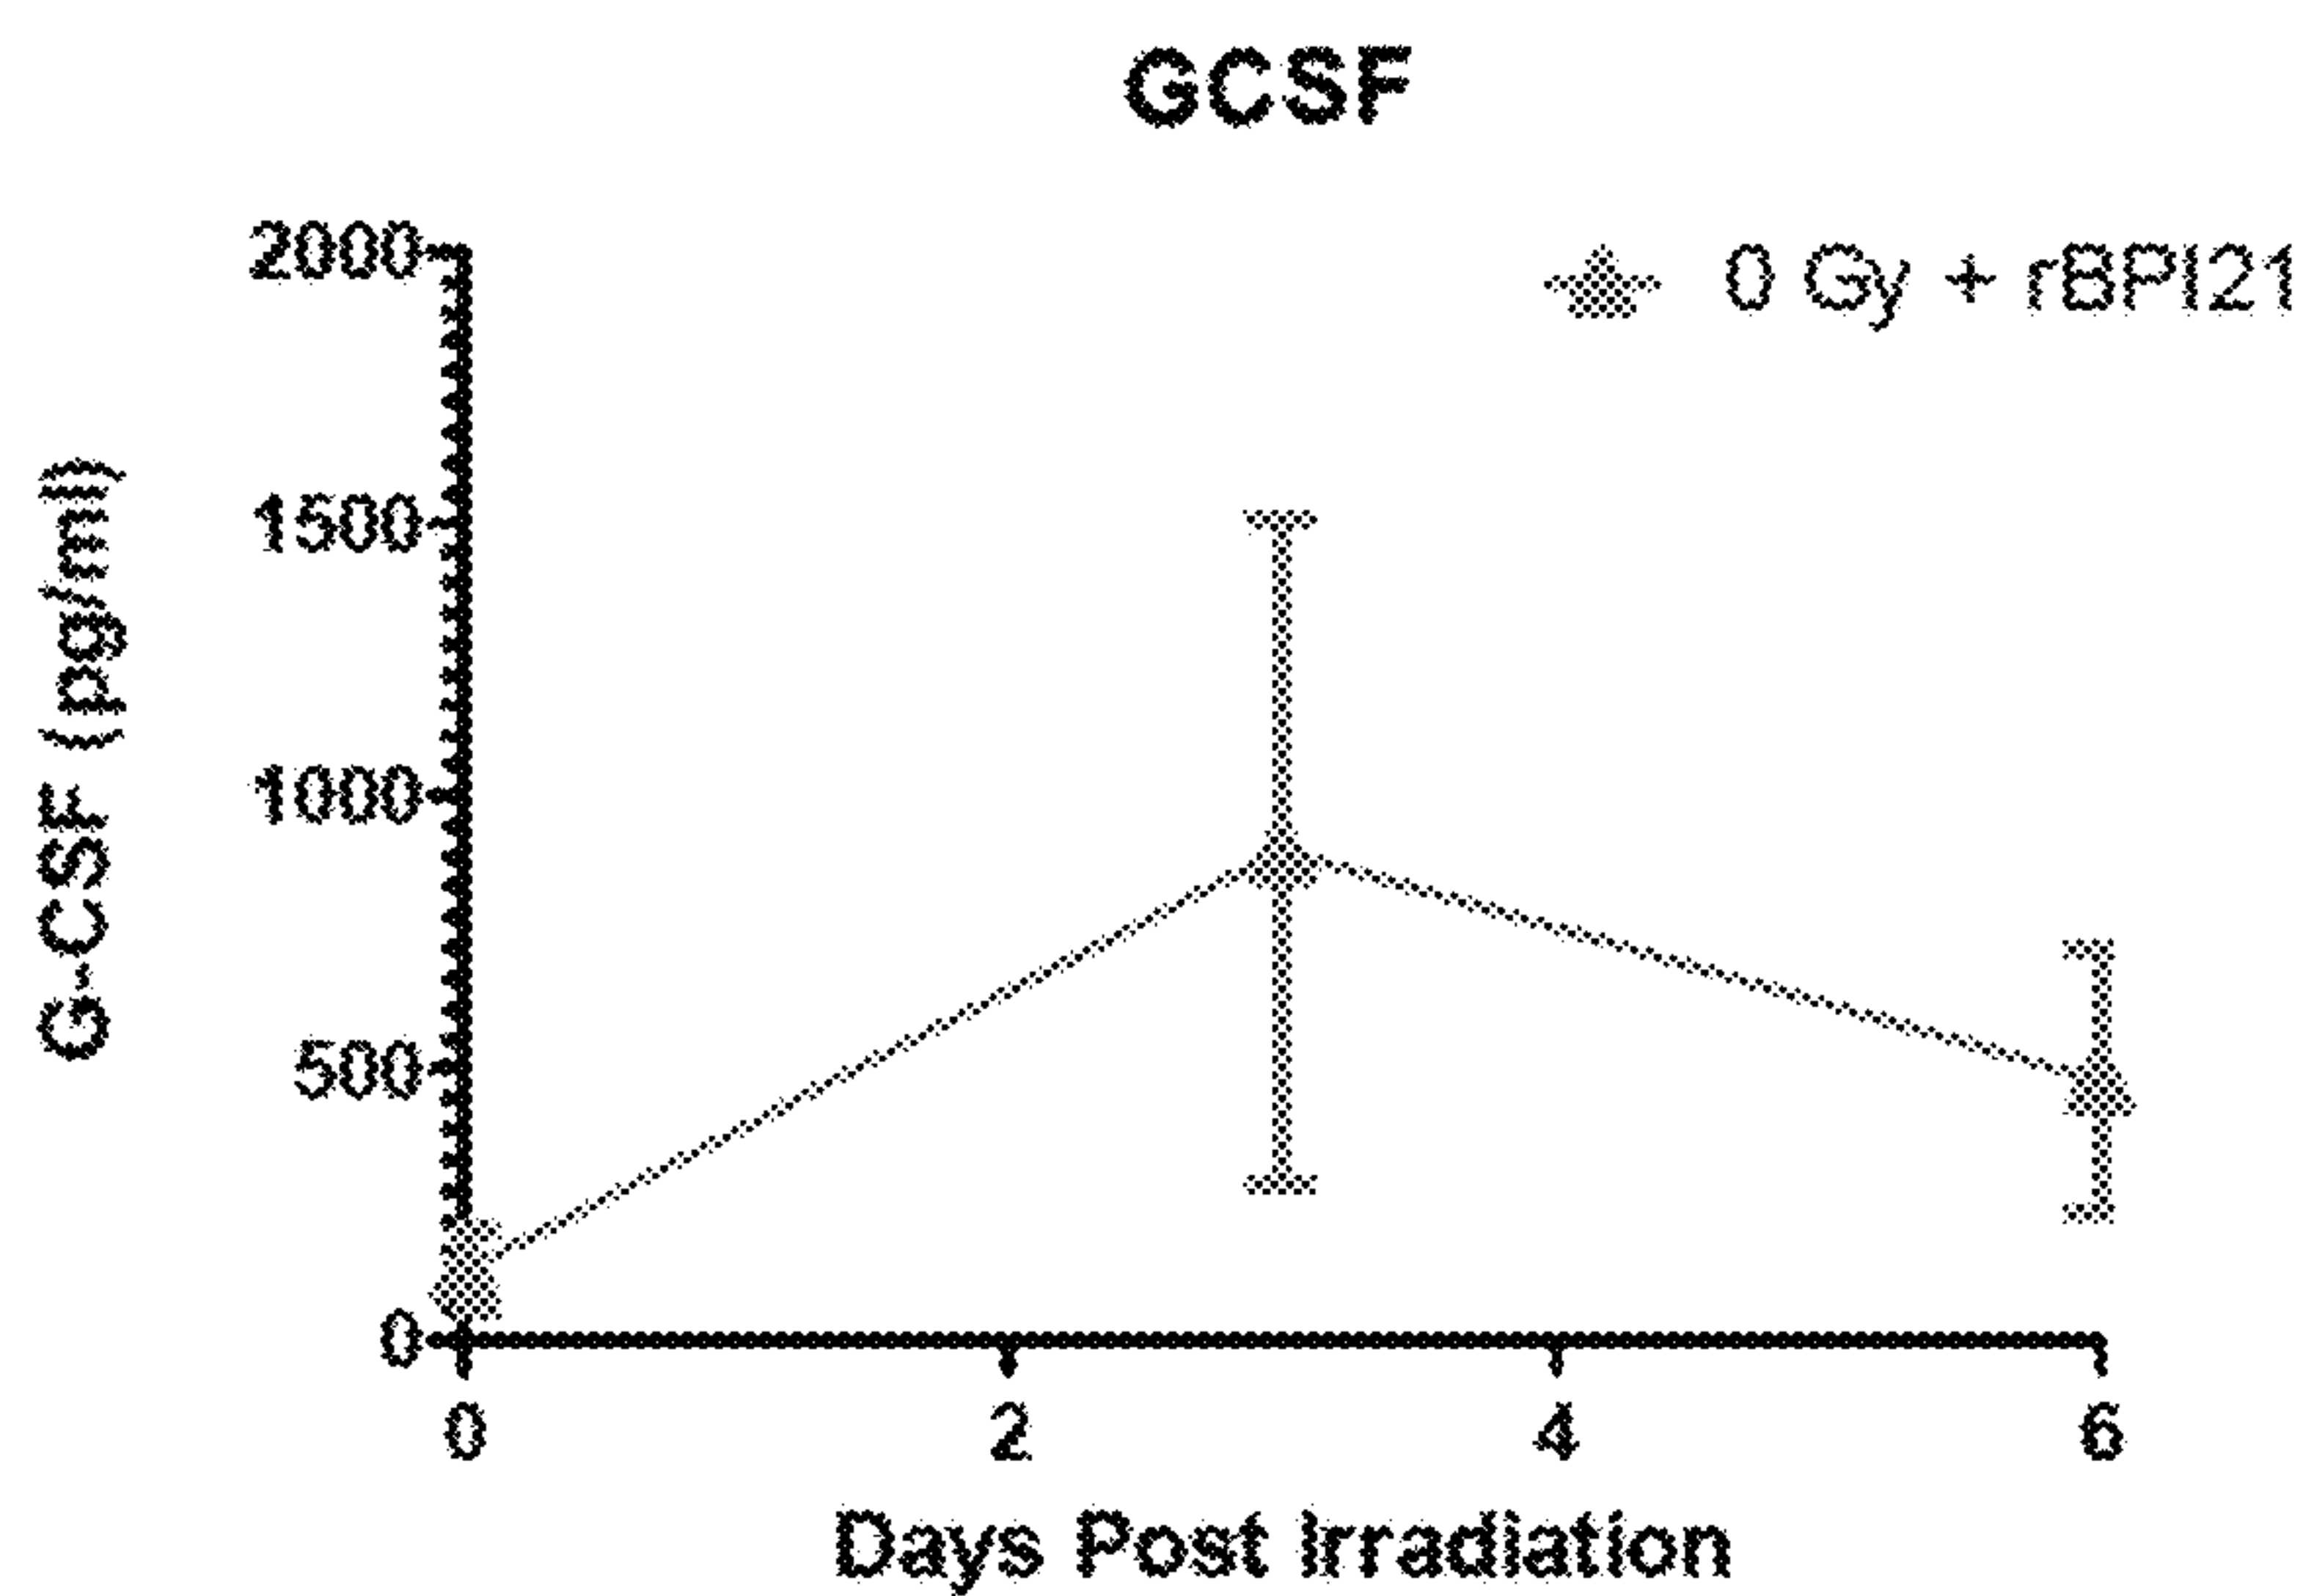 GCSF
0 Gy + rBPI21
G-CSF ( pg/ml)
2000
1500
1000
500
0
0 2 4 6
Days Post Irradiation